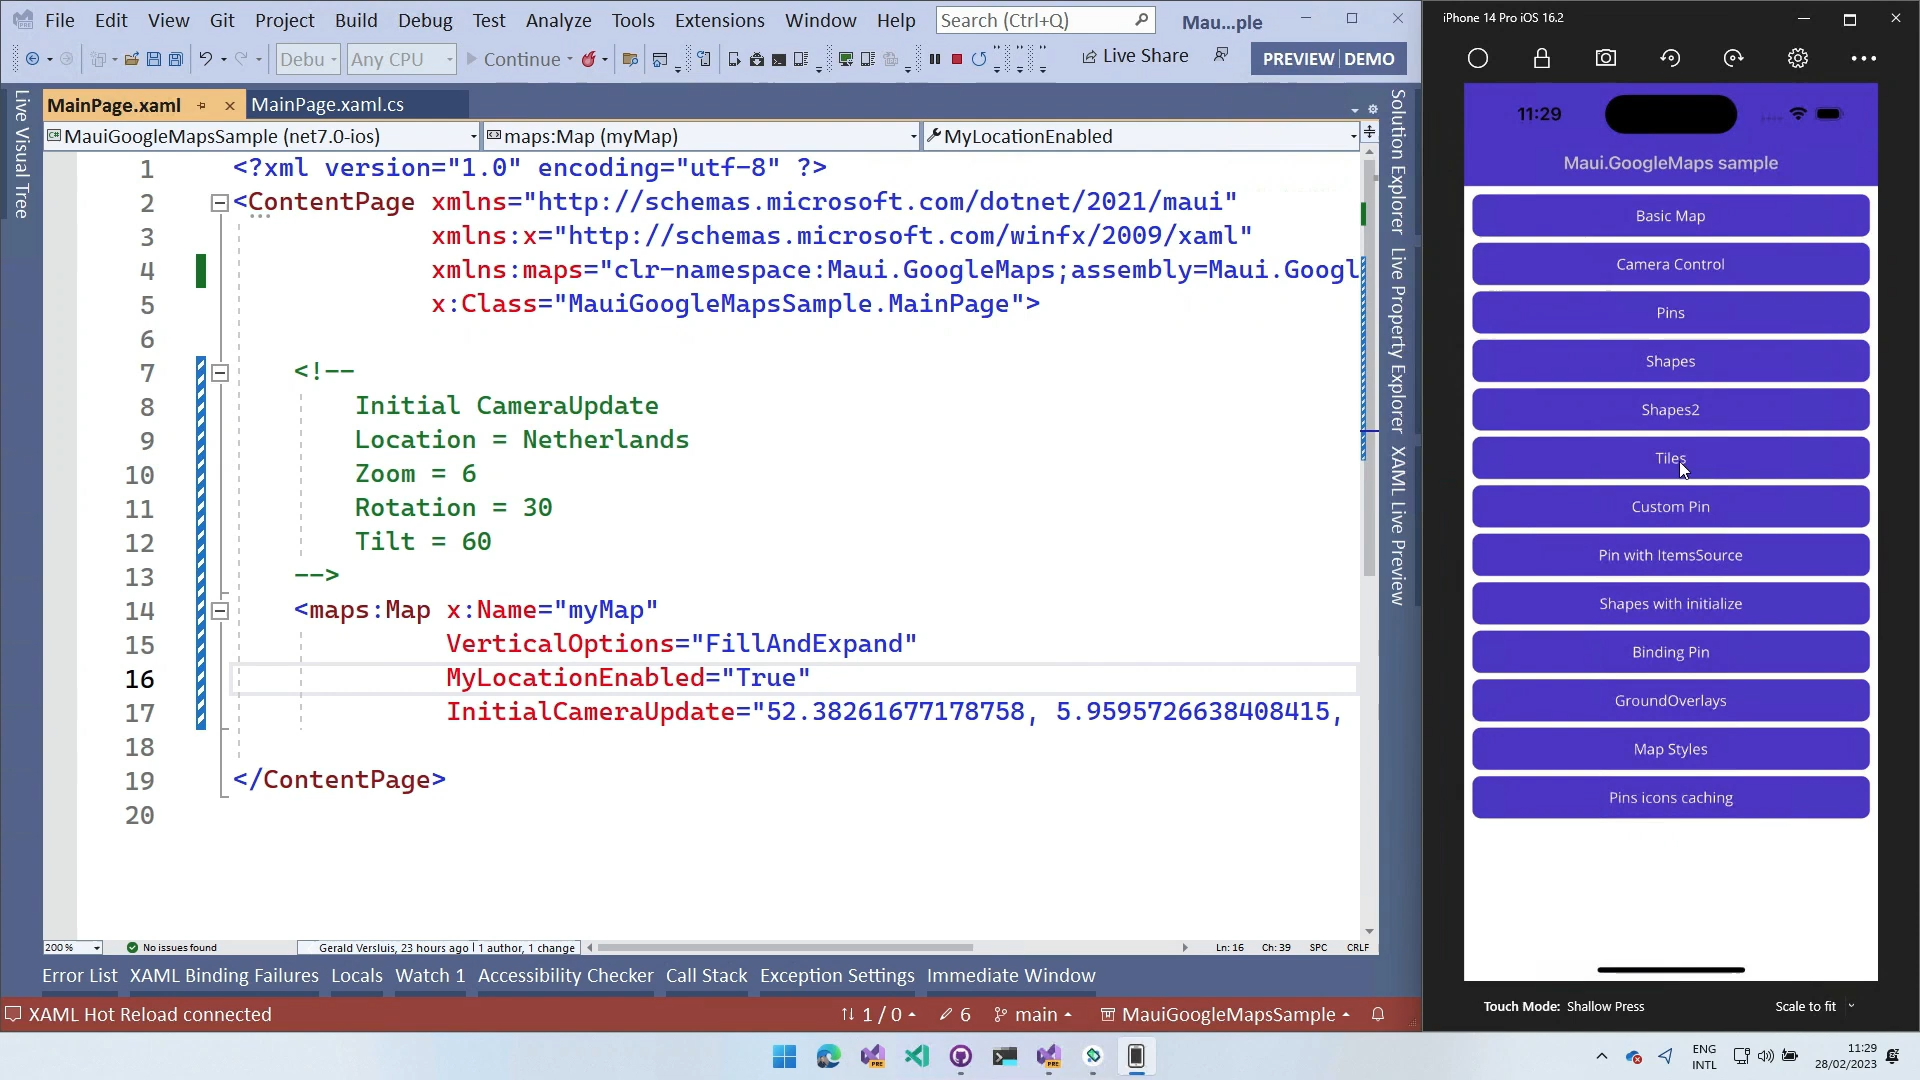 File Edit View Git Project Build Debug Test Analyze Tools Extensions Window Help Search (Ctrl+Q) Mau...ple
Debu Any CPU Continue Live Share PREVIEW DEMO
Live Visual Tree
MainPage.xaml MainPage.xaml.cs
MauiGoogleMapsSample (net7.0-ios) maps:Map (myMap) MyLocationEnabled
1 <?xml version="1.0" encoding="utf-8" ?>
2 <ContentPage xmlns="http://schemas.microsoft.com/dotnet/2021/maui"
3 xmlns:x="http://schemas.microsoft.com/winfx/2009/xaml"
4 xmlns:maps="clr-namespace:Maui.GoogleMaps;assembly=Maui.Googl
5 x:Class="MauiGoogleMapsSample.MainPage">
6
7 <!--
8 Initial CameraUpdate
9 Location = Netherlands
10 Zoom = 6
11 Rotation = 30
12 Tilt = 60
13 -->
14 <maps:Map x:Name="myMap"
15 VerticalOptions="FillAndExpand"
16 MyLocationEnabled="True"
17 InitialCameraUpdate="52.38261677178758, 5.9595726638408415,
18
19 </ContentPage>
20
200 % No issues found Gerald Versluis, 23 hours ago | 1 author, 1 change Ln: 16 Ch: 39 SPC CRLF
Error List XAML Binding Failures Locals Watch 1 Accessibility Checker Call Stack Exception Settings Immediate Window
XAML Hot Reload connected 1 / 0 6 main MauiGoogleMapsSample
Solution Explorer
Live Property Explorer
XAML Live Preview
iPhone 14 Pro iOS 16.2
11:29
Maui.GoogleMaps sample
Basic Map
Camera Control
Pins
Shapes
Shapes2
Tiles
Custom Pin
Pin with ItemsSource
Shapes with initialize
Binding Pin
GroundOverlays
Map Styles
Pins icons caching
Touch Mode: Shallow Press Scale to fit
PRE PRE
ENG
INTL
11:29
28/02/2023